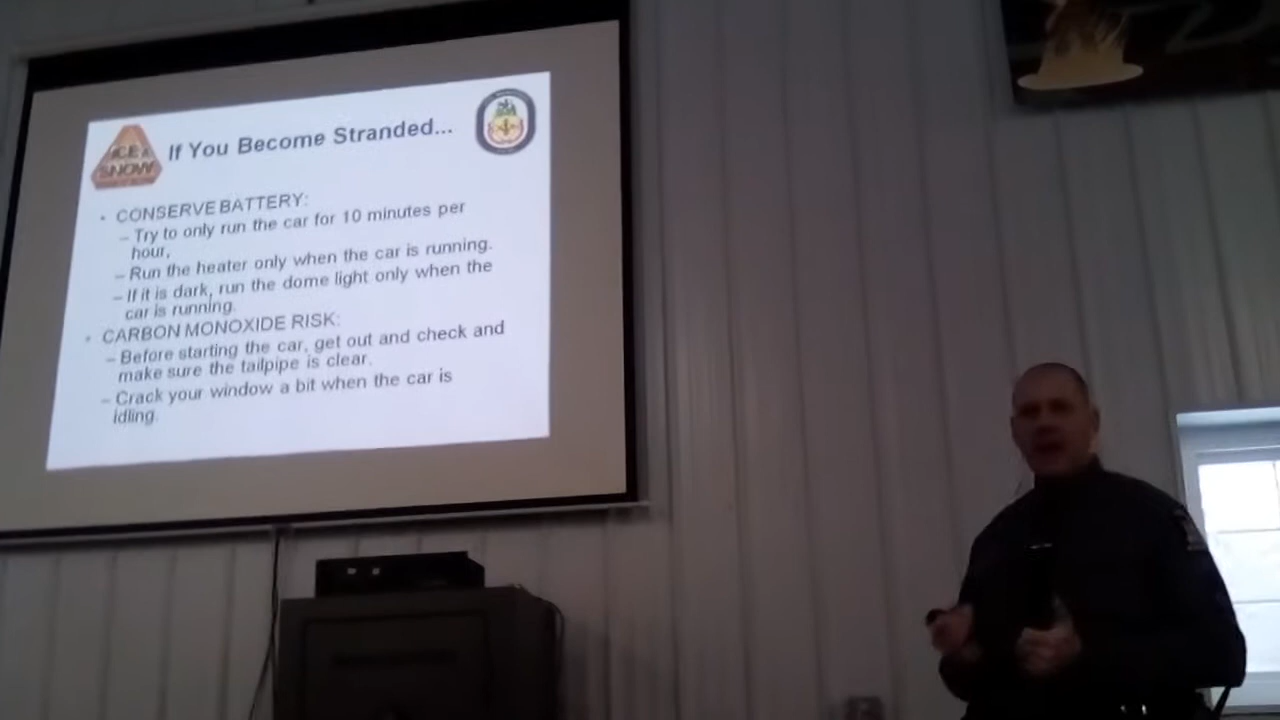 If You Become Stranded...
ICE &
SNOW
• CONSERVE BATTERY:
– Try to only run the car for 10 minutes per
hour,
– Run the heater only when the car is running.
– If it is dark, run the dome light only when the
car is running.
• CARBON MONOXIDE RISK:
– Before starting the car, get out and check and
make sure the tailpipe is clear.
– Crack your window a bit when the car is
idling.